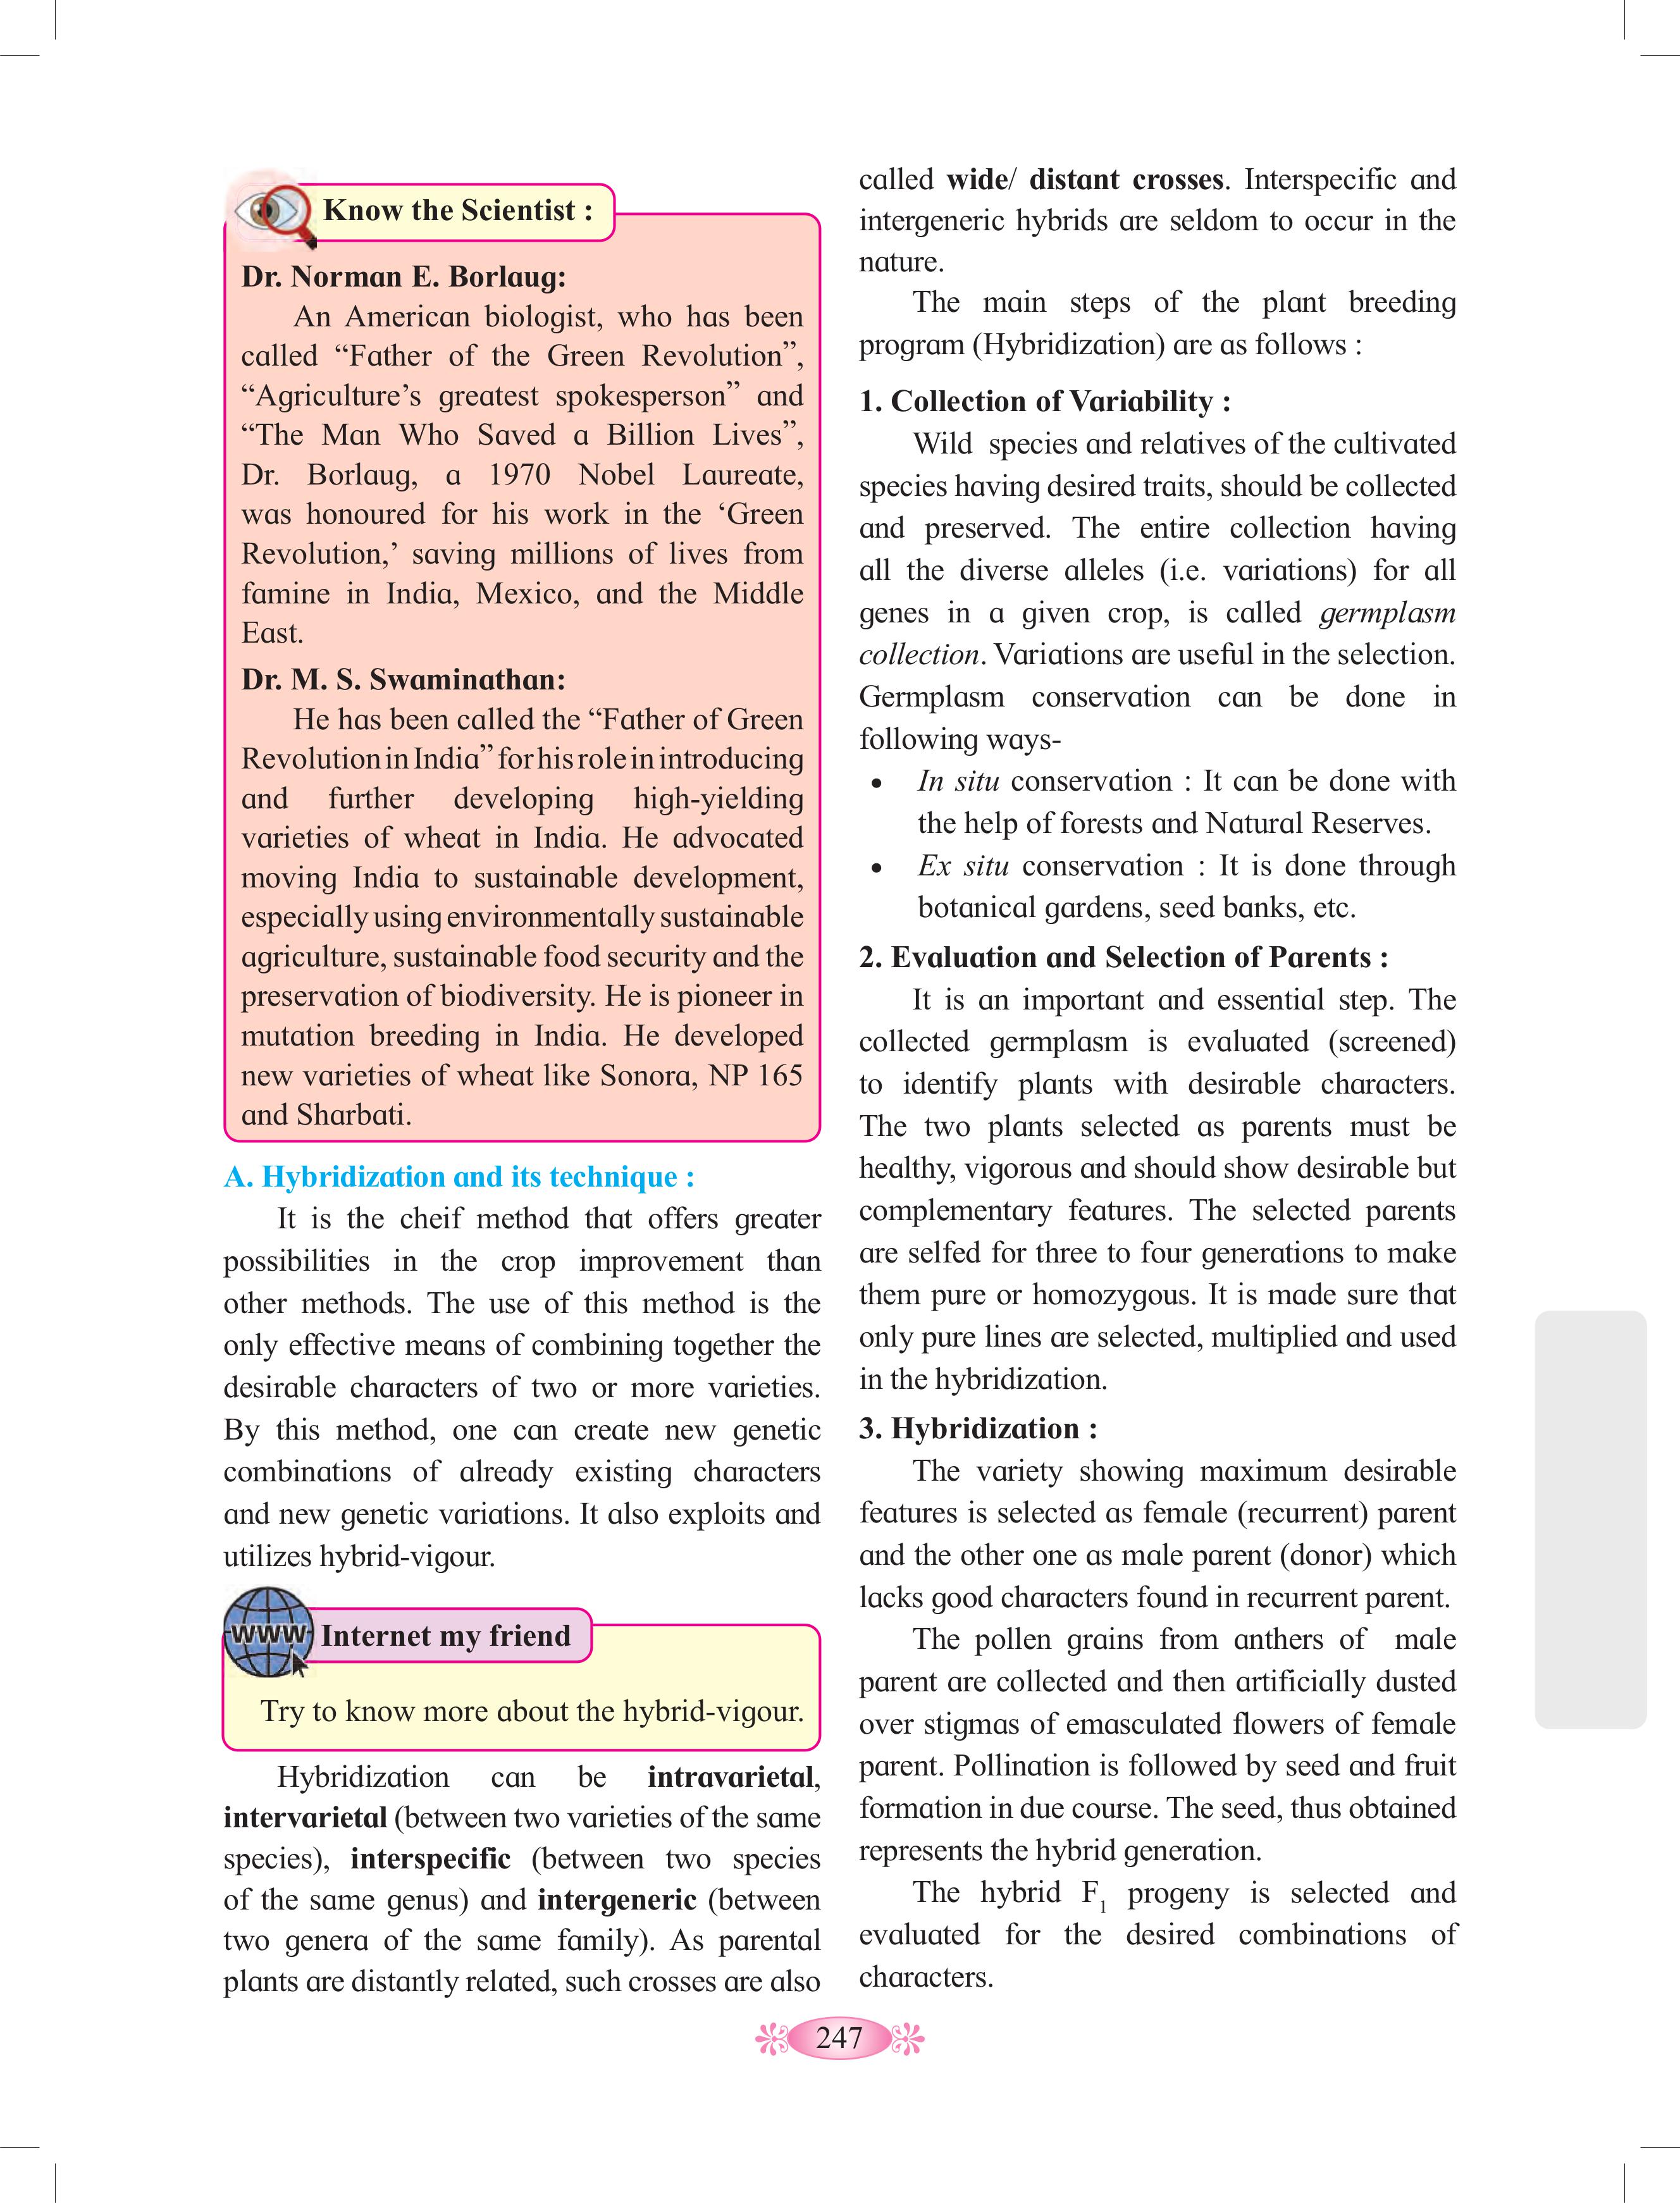 Know the Scientist :
Dr. Norman E. Borlaug:
An American biologist, who has been
called “Father of the Green Revolution”,
“Agriculture’s greatest spokesperson” and
“The Man Who Saved a Billion Lives”,
Dr. Borlaug, a 1970 Nobel Laureate,
was honoured for his work in the ‘Green
Revolution,’ saving millions of lives from
famine in India, Mexico, and the Middle
East.
Dr. M. S. Swaminathan:
He has been called the “Father of Green
Revolution in India” for his role in introducing
and further developing high-yielding
varieties of wheat in India. He advocated
moving India to sustainable development,
especially using environmentally sustainable
agriculture, sustainable food security and the
preservation of biodiversity. He is pioneer in
mutation breeding in India. He developed
new varieties of wheat like Sonora, NP 165
and Sharbati.
A. Hybridization and its technique :
It is the cheif method that offers greater
possibilities in the crop improvement than
other methods. The use of this method is the
only effective means of combining together the
desirable characters of two or more varieties.
By this method, one can create new genetic
combinations of already existing characters
and new genetic variations. It also exploits and
utilizes hybrid-vigour.
WWW Internet my friend
Try to know more about the hybrid-vigour.
Hybridization can be intravarietal,
intervarietal (between two varieties of the same
species), interspecific (between two species
of the same genus) and intergeneric (between
two genera of the same family). As parental
plants are distantly related, such crosses are also
called wide/ distant crosses. Interspecific and
intergeneric hybrids are seldom to occur in the
nature.
The main steps of the plant breeding
program (Hybridization) are as follows :
1. Collection of Variability :
Wild species and relatives of the cultivated
species having desired traits, should be collected
and preserved. The entire collection having
all the diverse alleles (i.e. variations) for all
genes in a given crop, is called germplasm
collection. Variations are useful in the selection.
Germplasm conservation can be done in
following ways-
• In situ conservation : It can be done with
the help of forests and Natural Reserves.
• Ex situ conservation : It is done through
botanical gardens, seed banks, etc.
2. Evaluation and Selection of Parents :
It is an important and essential step. The
collected germplasm is evaluated (screened)
to identify plants with desirable characters.
The two plants selected as parents must be
healthy, vigorous and should show desirable but
complementary features. The selected parents
are selfed for three to four generations to make
them pure or homozygous. It is made sure that
only pure lines are selected, multiplied and used
in the hybridization.
3. Hybridization :
The variety showing maximum desirable
features is selected as female (recurrent) parent
and the other one as male parent (donor) which
lacks good characters found in recurrent parent.
The pollen grains from anthers of male
parent are collected and then artificially dusted
over stigmas of emasculated flowers of female
parent. Pollination is followed by seed and fruit
formation in due course. The seed, thus obtained
represents the hybrid generation.
The hybrid F₁ progeny is selected and
evaluated for the desired combinations of
characters.
247